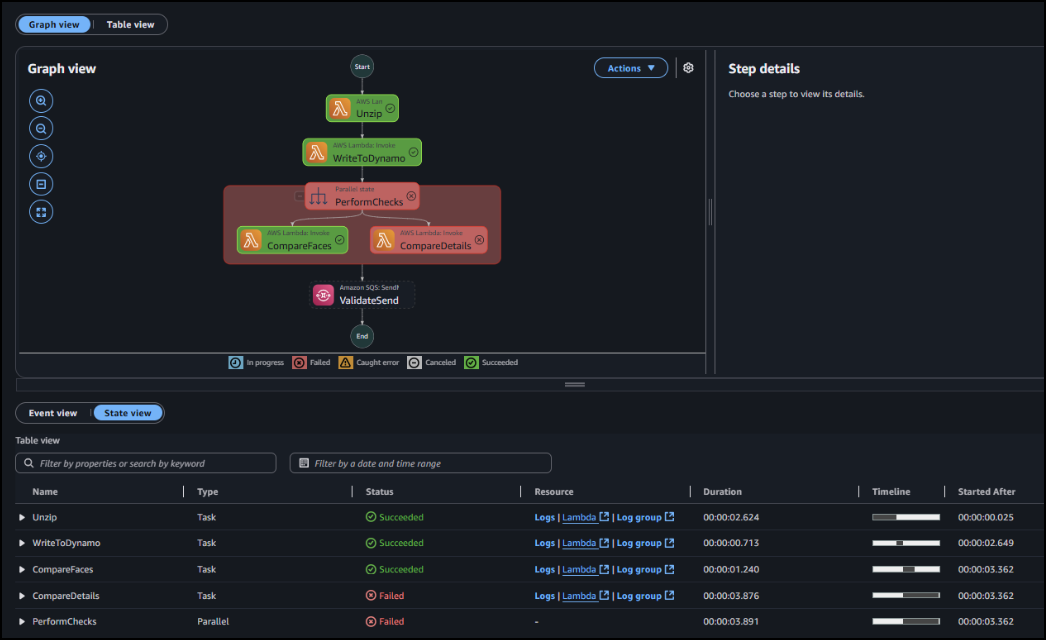 Graph view | Table view
Graph view
Actions ▼
Step details
Choose a step to view its details.
Start
AWS Lan
Unzip
AWS Lambda: Invoke
WriteToDynamo
Parallel state
PerformChecks
AWS Lambda: Invoke
CompareFaces
AWS Lambda: Invoke
CompareDetails
Amazon SQS: SendM
ValidateSend
End
In progress Failed Caught error Canceled Succeeded
Event view | State view
Table view
Filter by properties or search by keyword
Filter by a date and time range
Name Type Status Resource Duration Timeline Started After
Unzip Task Succeeded Logs | Lambda | Log group 00:00:02.624 00:00:00.025
WriteToDynamo Task Succeeded Logs | Lambda | Log group 00:00:00.713 00:00:02.649
CompareFaces Task Succeeded Logs | Lambda | Log group 00:00:01.240 00:00:03.362
CompareDetails Task Failed Logs | Lambda | Log group 00:00:03.876 00:00:03.362
PerformChecks Parallel Failed - 00:00:03.891 00:00:03.362